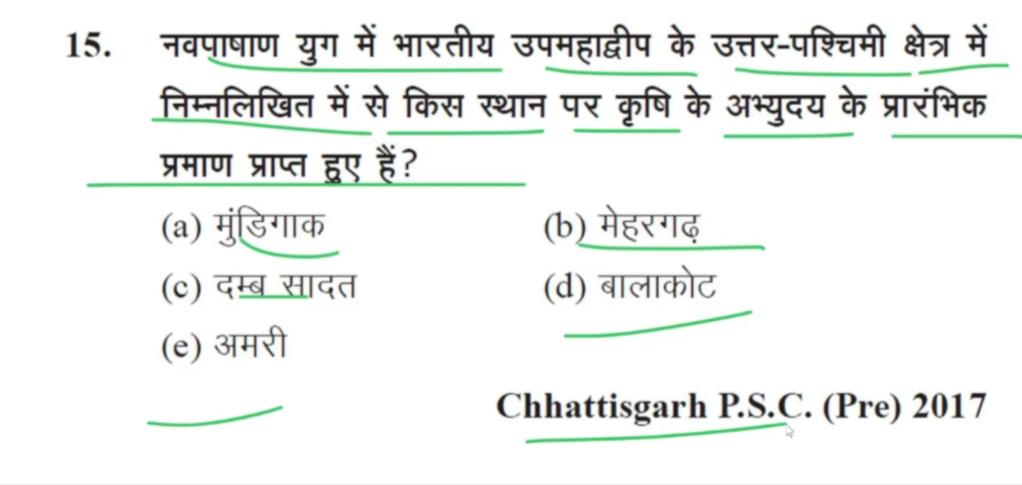 15. नवपाषाण युग में भारतीय उपमहाद्वीप के उत्तर-पश्चिमी क्षेत्र में
निम्नलिखित में से किस स्थान पर कृषि के अभ्युदय के प्रारंभिक
प्रमाण प्राप्त हुए हैं?
(a) मुंडिगाक (b) मेहरगढ़
(c) दम्ब सादत (d) बालाकोट
(e) अमरी
Chhattisgarh P.S.C. (Pre) 2017